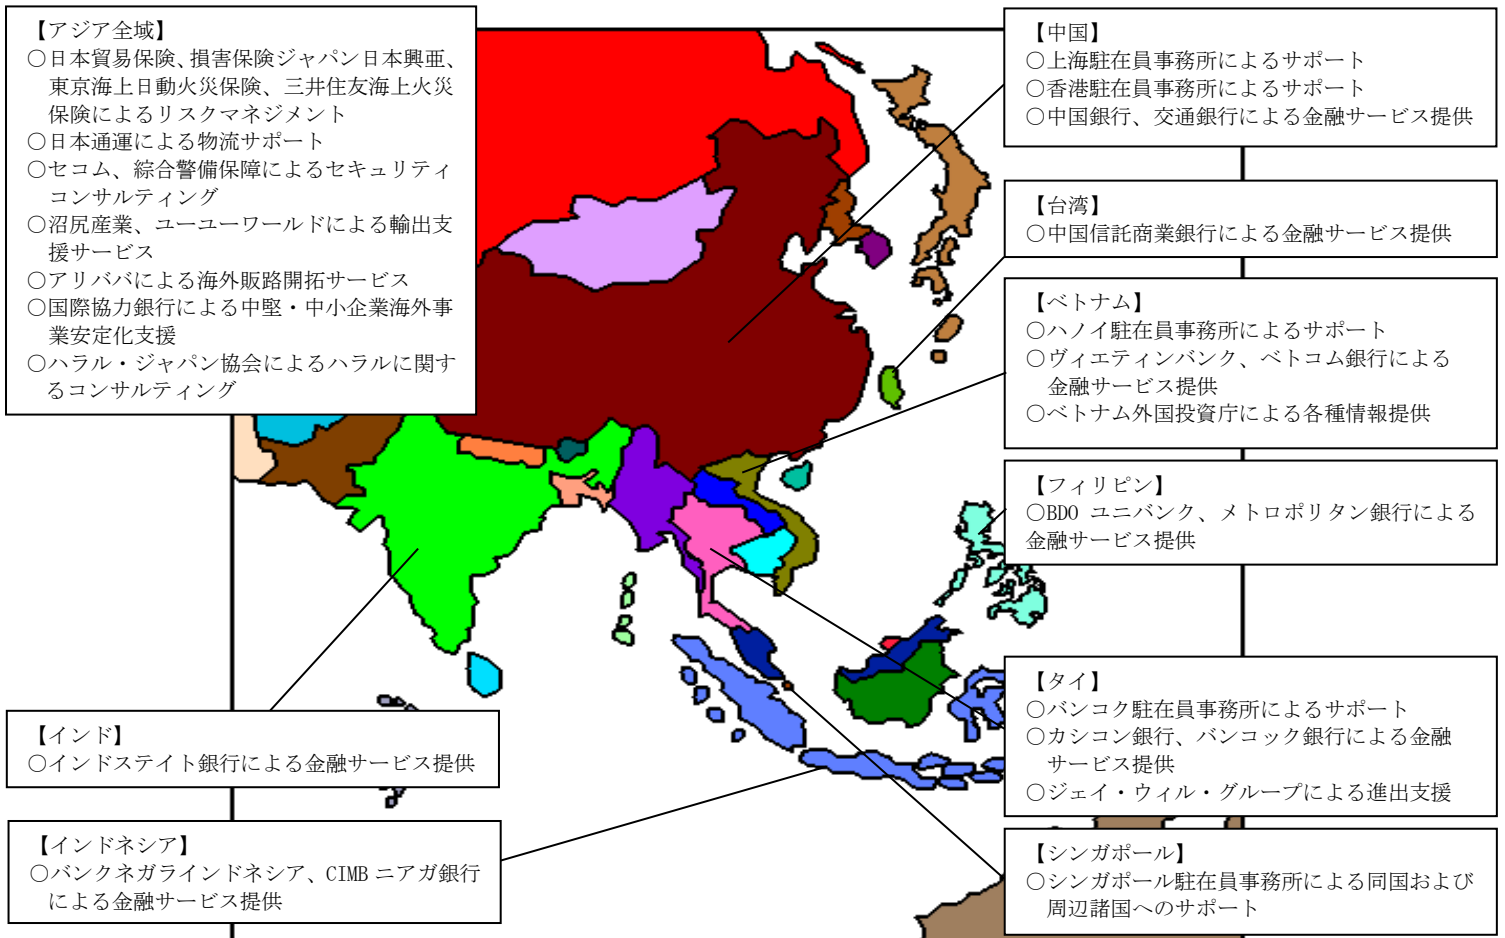 【アジア全域】
○日本貿易保険、損害保険ジャパン日本興亜、
東京海上日動火災保険、三井住友海上火災
保険によるリスクマネジメント
○日本通運による物流サポート
○セコム、綜合警備保障によるセキュリティ
コンサルティング
○沼尻産業、ユーユーワールドによる輸出支
援サービス
○アリババによる海外販路開拓サービス
○国際協力銀行による中堅・中小企業海外事
業安定化支援
○ハラル・ジャパン協会によるハラルに関す
るコンサルティング
【中国】
○上海駐在員事務所によるサポート
○香港駐在員事務所によるサポート
○中国銀行、交通銀行による金融サービス提供
【台湾】
○中国信託商業銀行による金融サービス提供
【ベトナム】
○ハノイ駐在員事務所によるサポート
○ヴィエティンバンク、ベトコム銀行による
金融サービス提供
○ベトナム外国投資庁による各種情報提供
【フィリピン】
○BDO ユニバンク、メトロポリタン銀行による
金融サービス提供
【タイ】
○バンコク駐在員事務所によるサポート
○カシコン銀行、バンコック銀行による金融
サービス提供
○ジェイ・ウィル・グループによる進出支援
【シンガポール】
○シンガポール駐在員事務所による同国および
周辺諸国へのサポート
【インド】
○インドステイト銀行による金融サービス提供
【インドネシア】
○バンクネガラインドネシア、CIMB ニアガ銀行
による金融サービス提供